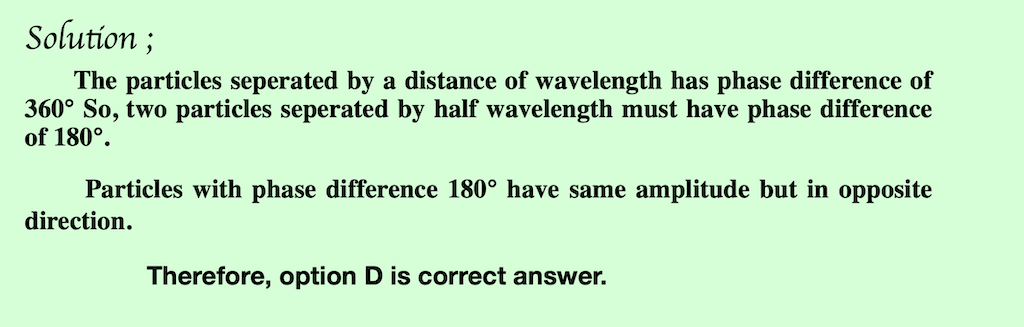 Solution ;
The particles seperated by a distance of wavelength has phase difference of
360° So, two particles seperated by half wavelength must have phase difference
of 180°.
Particles with phase difference 180° have same amplitude but in opposite
direction.
Therefore, option D is correct answer.